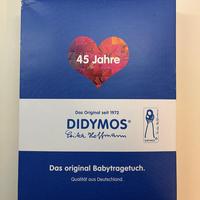 45 Jahre
Das Original seit 1972
DIDYMOS®
Erika Hoffmann
Das original Babytragetuch.
Qualität aus Deutschland.